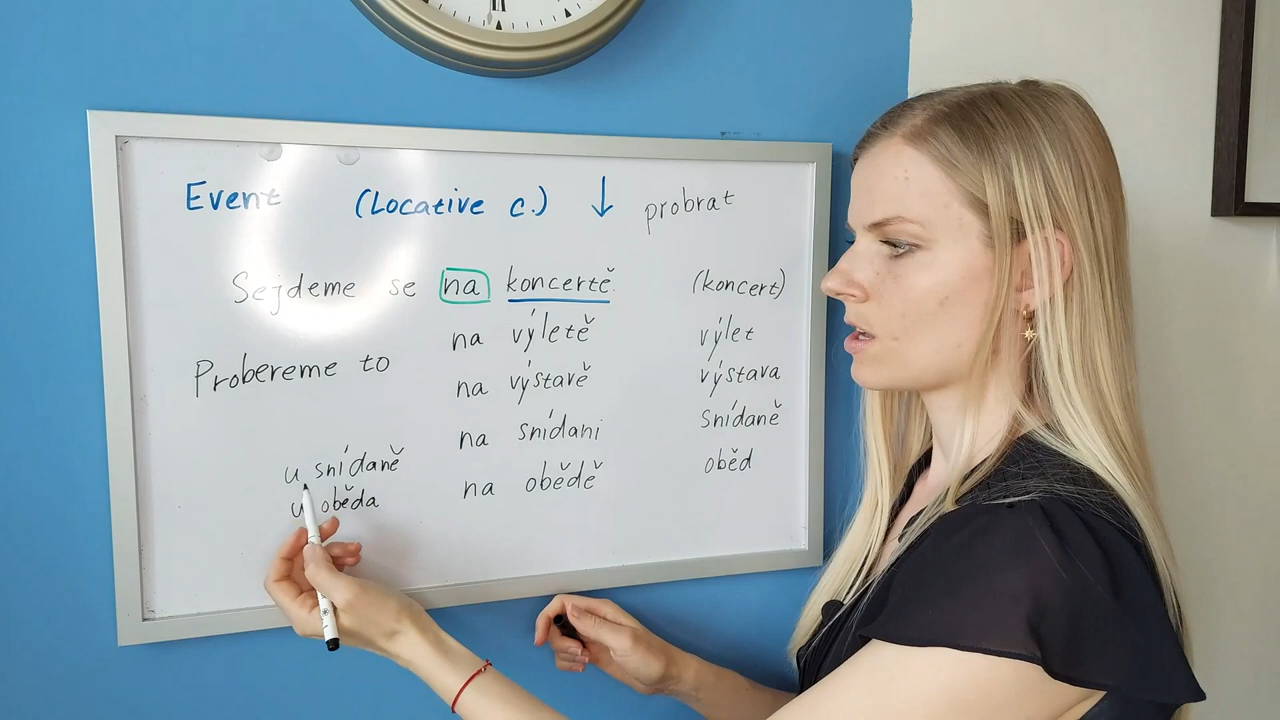 Event (Locative c.) ↓ probrat
Sejdeme se na koncertě (koncert)
na výletě výlet
Probereme to
na výstavě výstava
na snídani snídaně
u snídaně
na obědě oběd
u oběda